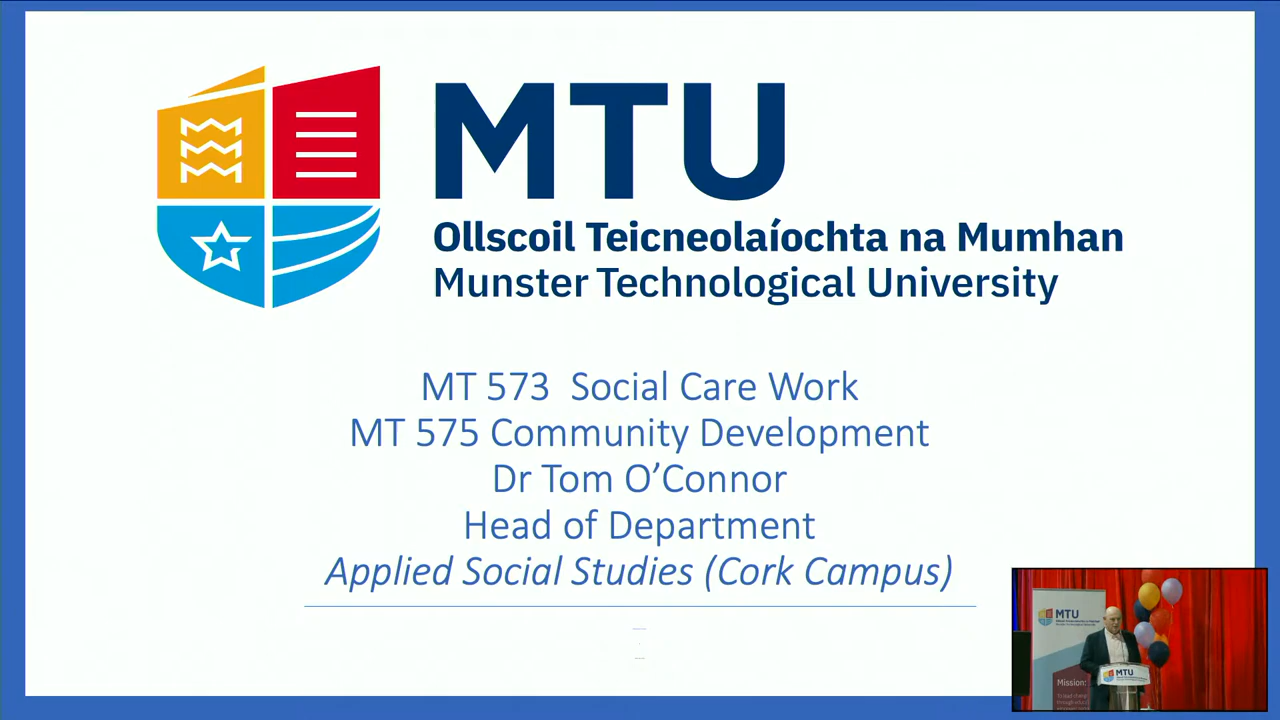 MTU
Ollscoil Teicneolaíochta na Mumhan
Munster Technological University
MT 573 Social Care Work
MT 575 Community Development
Dr Tom O’Connor
Head of Department
Applied Social Studies (Cork Campus)
MTU
Mission:
MTU